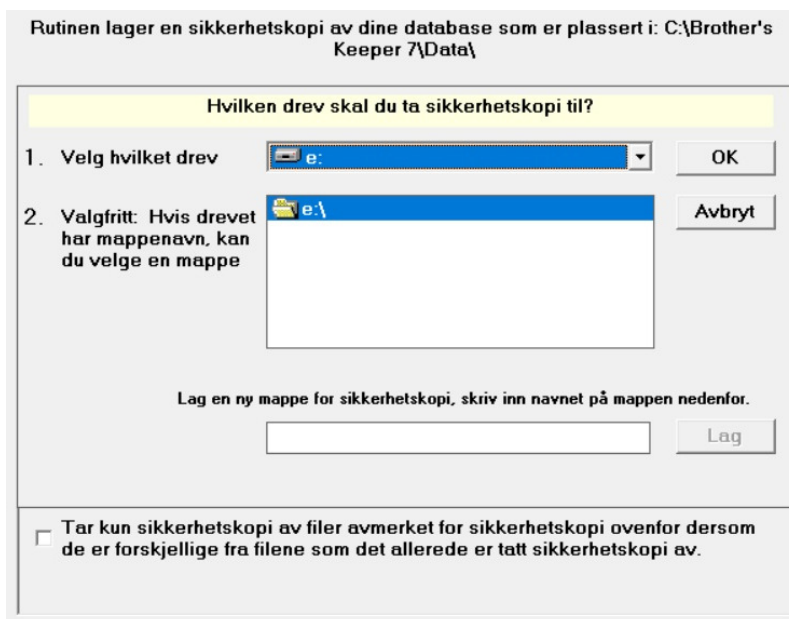 Rutinen lager en sikkerhetskopi av dine database som er plassert i: C:\Brother's
Keeper 7\Data\
Hvilken drev skal du ta sikkerhetskopi til?
1. Velg hvilket drev
e:
OK
2. Valgfritt: Hvis drevet
har mappenavn, kan
du velge en mappe
e:\
Avbryt
Lag en ny mappe for sikkerhetskopi, skriv inn navnet på mappen nedenfor.
Lag
Tar kun sikkerhetskopi av filer avmerket for sikkerhetskopi ovenfor dersom
de er forskjellige fra filene som det allerede er tatt sikkerhetskopi av.